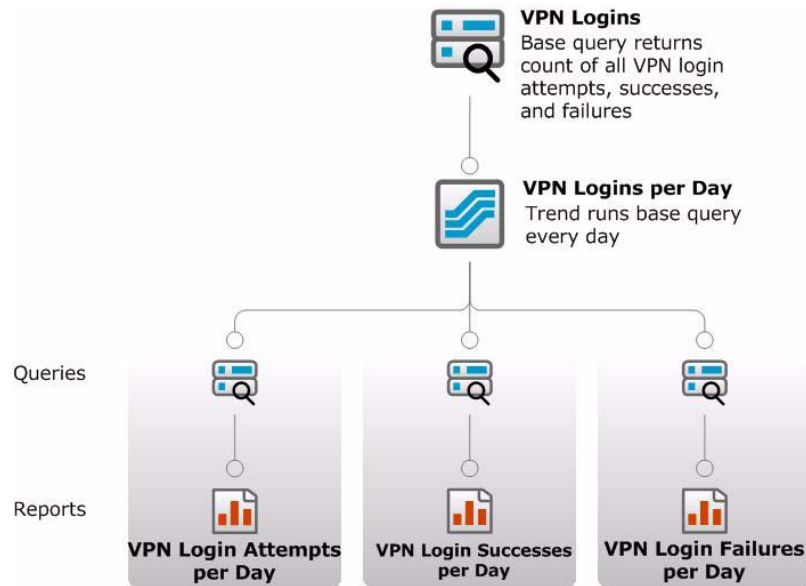 VPN Logins
Base query returns
count of all VPN login
attempts, successes,
and failures
VPN Logins per Day
Trend runs base query
every day
Queries
Reports
VPN Login Attempts
per Day
VPN Login Successes
per Day
VPN Login Failures
per Day